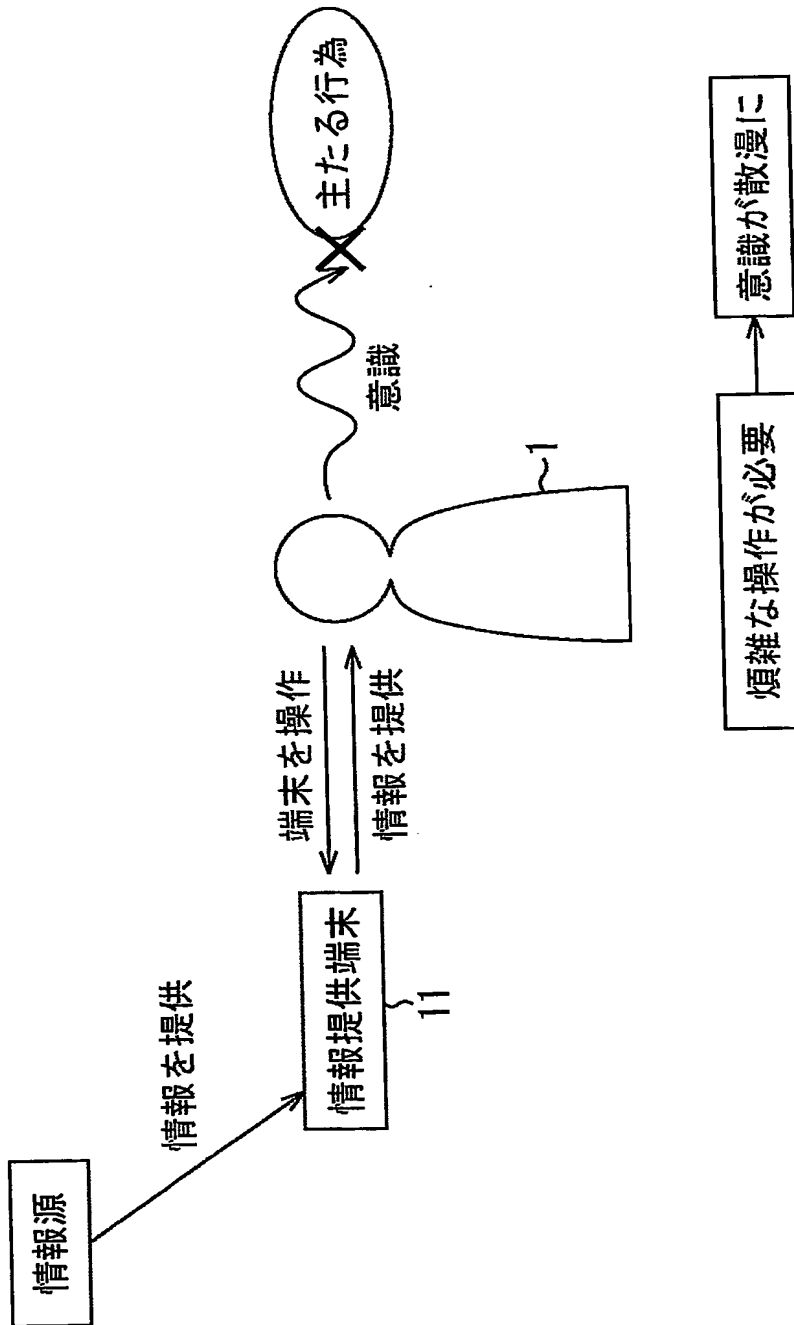 情報源
情報を提供
情報提供端末
11
端末を操作
情報を提供
1
意識
主たる行為
煩雑な操作が必要
意識が散漫に